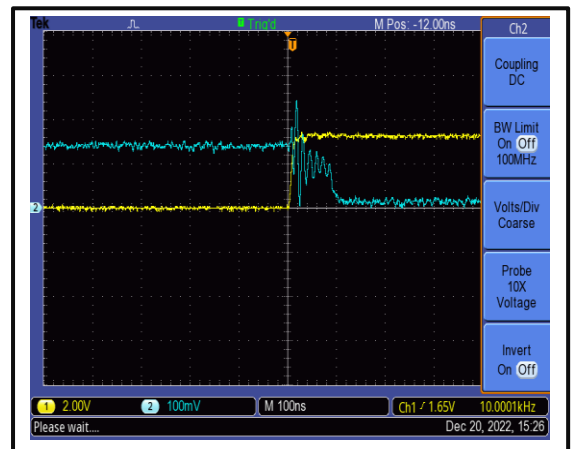 Tek
Trig'd
M Pos: -12.00ns
Ch2
Coupling
DC
BW Limit
On Off
100MHz
Volts/Div
Coarse
Probe
10X
Voltage
Invert
On Off
2
1 2.00V
2 100mV
M 100ns
Ch1 1.65V
10.0001kHz
Please wait....
Dec 20, 2022, 15:26